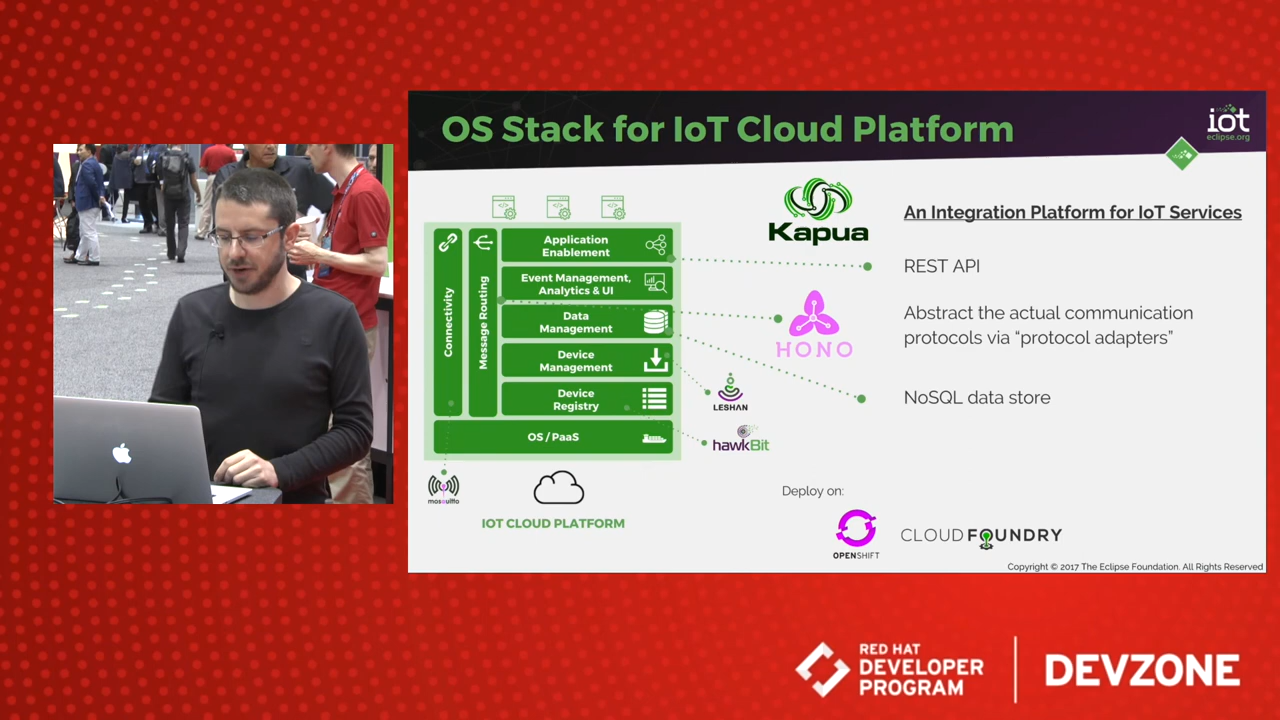 OS Stack for IoT Cloud Platform
iot
eclipse.org
Kapua
An Integration Platform for IoT Services
REST API
HONO
Abstract the actual communication
protocols via “protocol adapters”
NoSQL data store
Connectivity
Message Routing
Application
Enablement
Event Management,
Analytics & UI
Data
Management
Device
Management
Device
Registry
OS / PaaS
LESHAN
hawkBit
mosquitto
IOT CLOUD PLATFORM
Deploy on:
OPENSHIFT
CLOUD FOUNDRY
Copyright © 2017 The Eclipse Foundation. All Rights Reserved
RED HAT
DEVELOPER
PROGRAM
DEVZONE